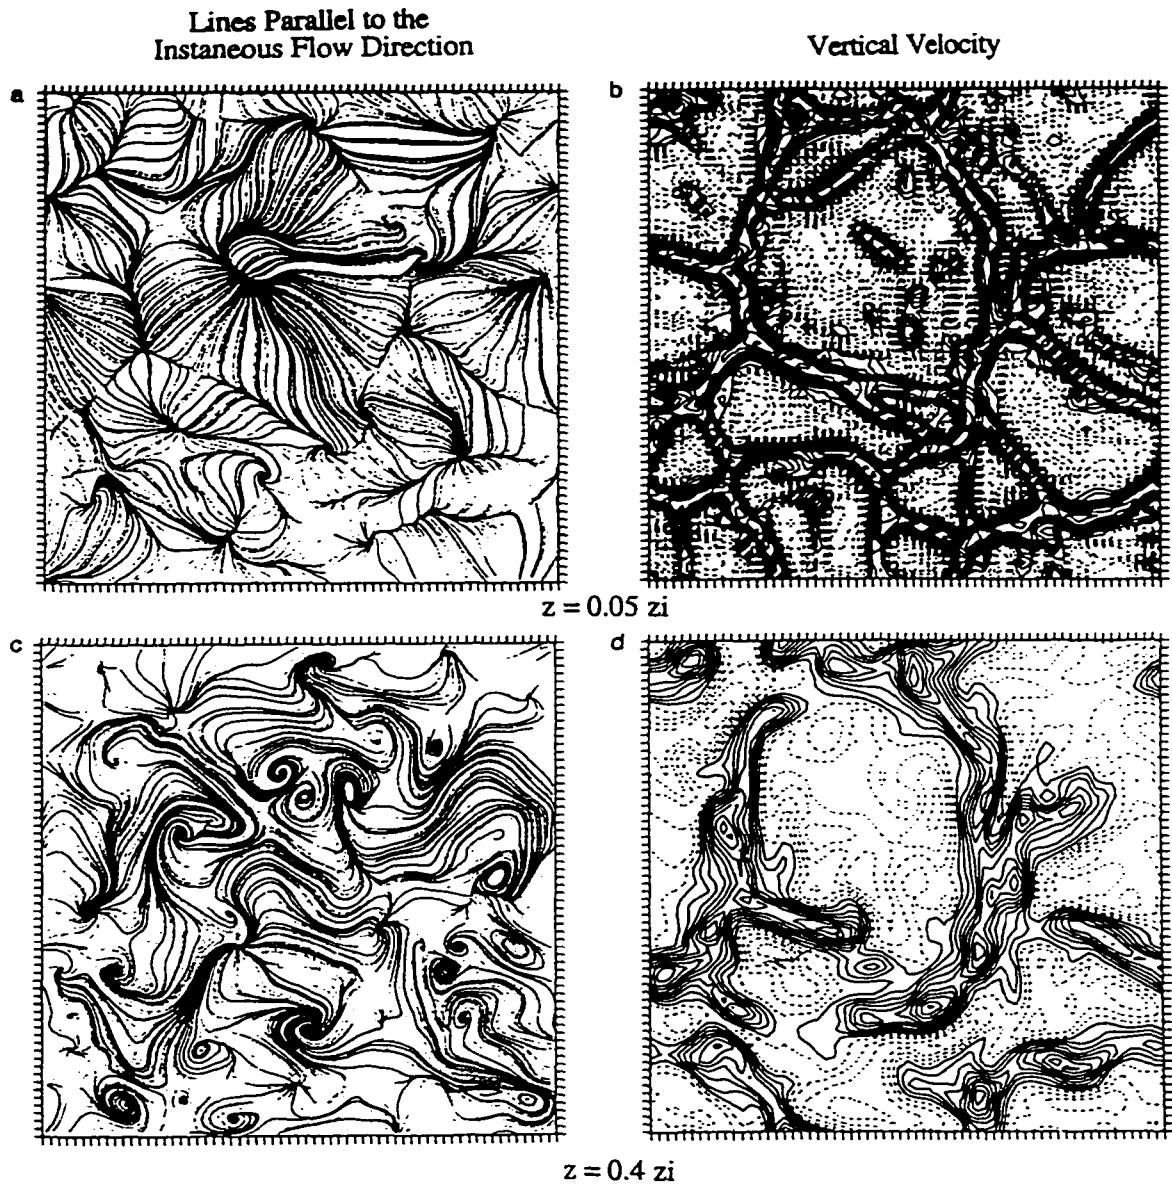 Lines Parallel to the
Instaneous Flow Direction
Vertical Velocity
a
b
z = 0.05 zi
c
d
z = 0.4 zi